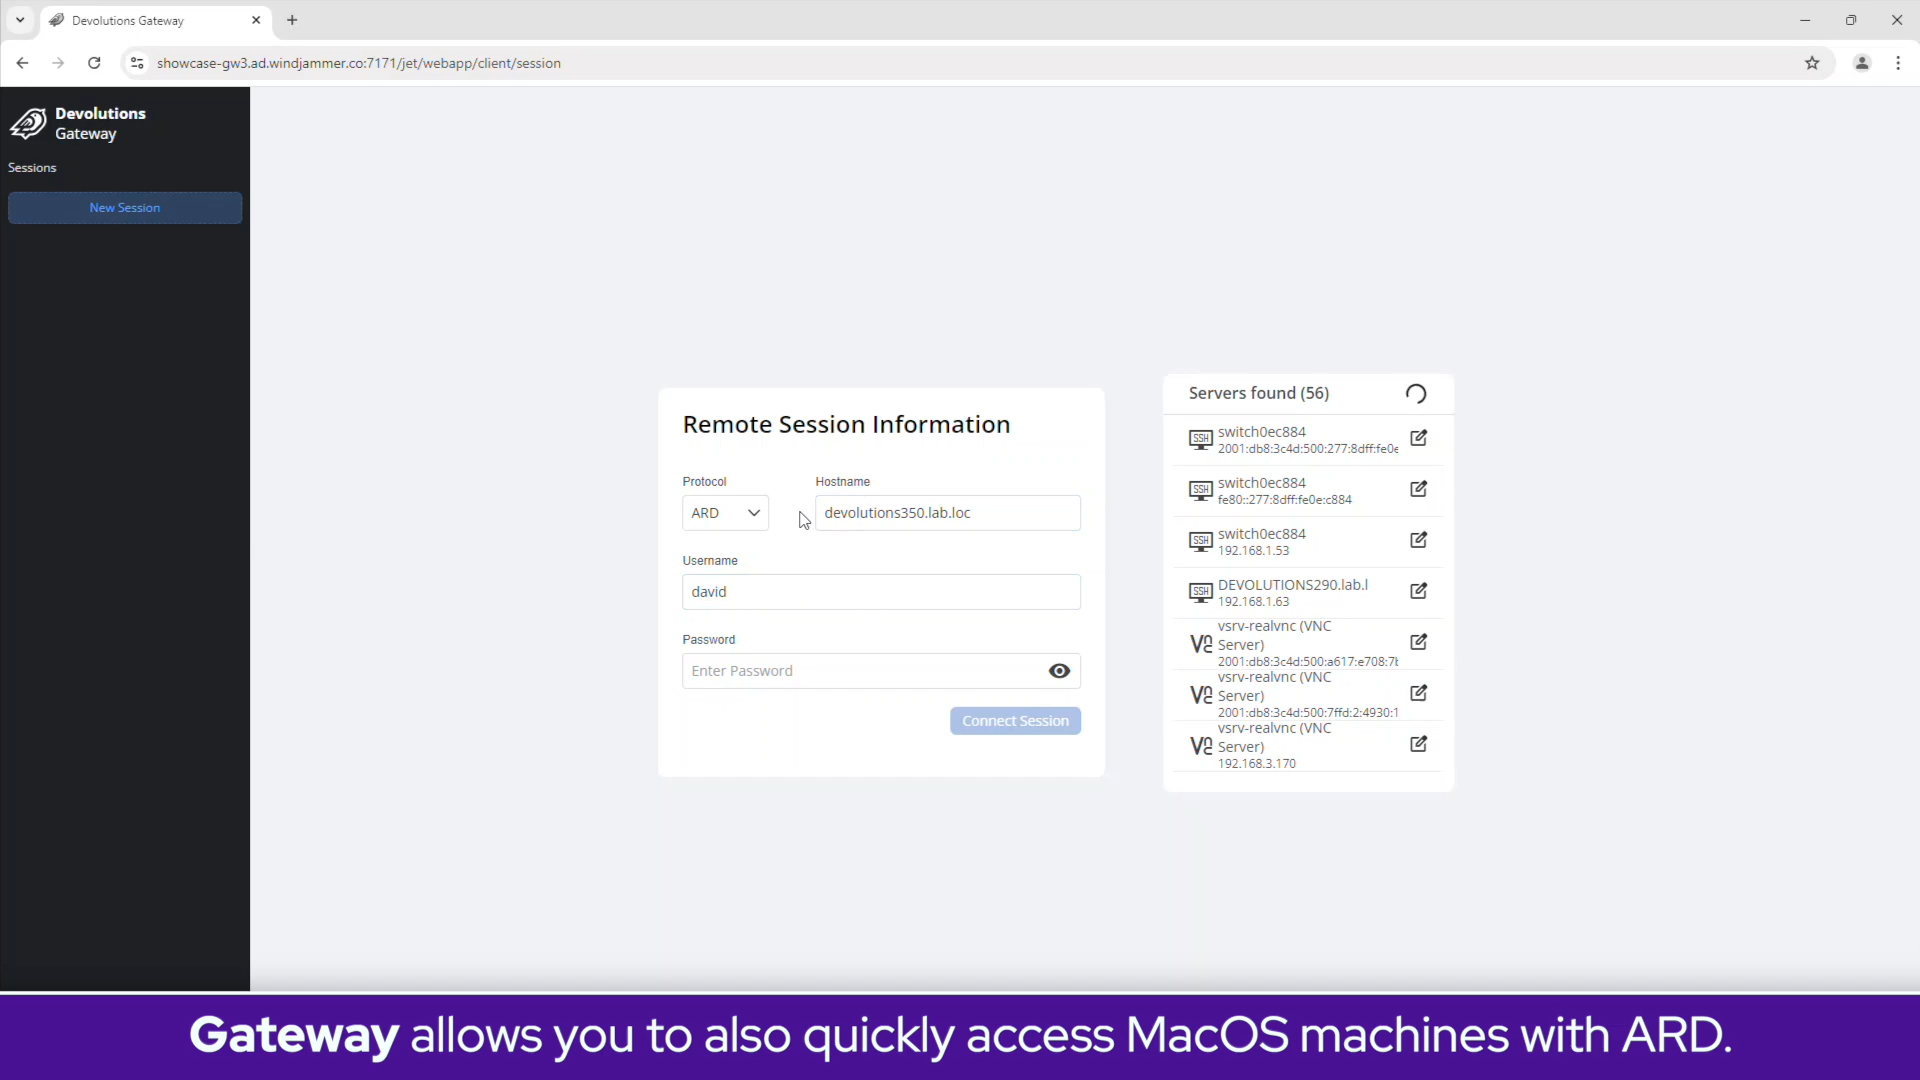 Devolutions Gateway
showcase-gw3.ad.windjammer.co:7171/jet/webapp/client/session
Devolutions
Gateway
Sessions
New Session
Remote Session Information
Protocol
Hostname
ARD
devolutions350.lab.loc
Username
david
Password
Enter Password
Connect Session
Servers found (56)
SSH
switch0ec884
2001:db8:3c4d:500:277:8dff:fe0e
SSH
switch0ec884
fe80::277:8dff:fe0e:c884
SSH
switch0ec884
192.168.1.53
SSH
DEVOLUTIONS290.lab.l
192.168.1.63
vsrv-realvnc (VNC
Server)
2001:db8:3c4d:500:a617:e708:7b
vsrv-realvnc (VNC
Server)
2001:db8:3c4d:500:7ffd:2:4930:1
vsrv-realvnc (VNC
Server)
192.168.3.170
Gateway allows you to also quickly access MacOS machines with ARD.